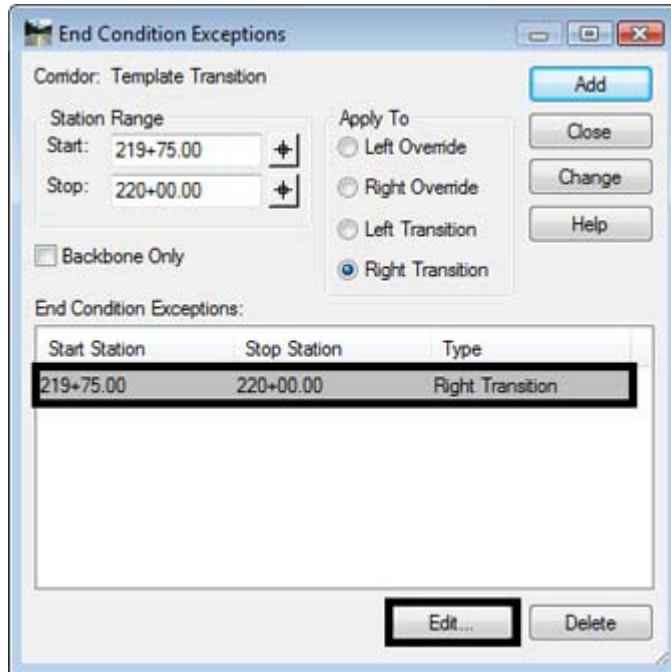 End Condition Exceptions
Corridor: Template Transition
Add
Station Range
Start: 219+75.00
Stop: 220+00.00
Apply To
Left Override
Right Override
Left Transition
Right Transition
Close
Change
Help
Backbone Only
End Condition Exceptions:
Start Station Stop Station Type
219+75.00 220+00.00 Right Transition
Edit... Delete